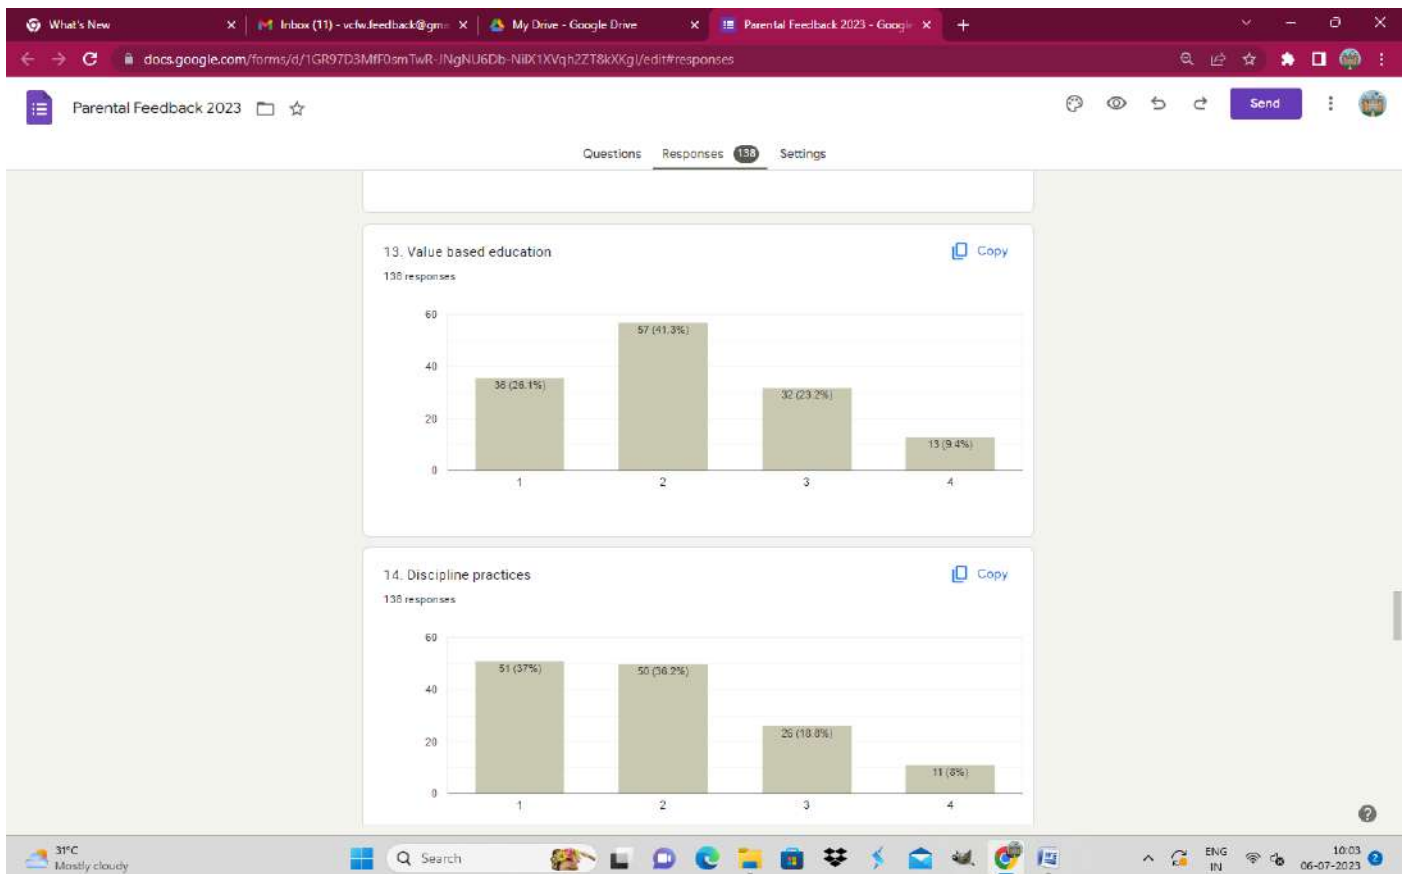 What's New
Inbox (11) - vcfw.feedback@gm
My Drive - Google Drive
Parental Feedback 2023 - Googl
docs.google.com/forms/d/1GR97D3MfF0smTwR-JNgNU6Db-NilX1XVqh2ZT8kXKgI/edit#responses
Parental Feedback 2023
Send
Questions Responses 138 Settings
13. Value based education
Copy
138 responses
60
40
20
0
36 (26.1%)
57 (41.3%)
32 (23.2%)
13 (9.4%)
1 2 3 4
14. Discipline practices
Copy
138 responses
60
40
20
0
51 (37%)
50 (36.2%)
26 (18.8%)
11 (8%)
1 2 3 4
31°C
Mostly cloudy
Search
ENG
IN
10:03
06-07-2023
2